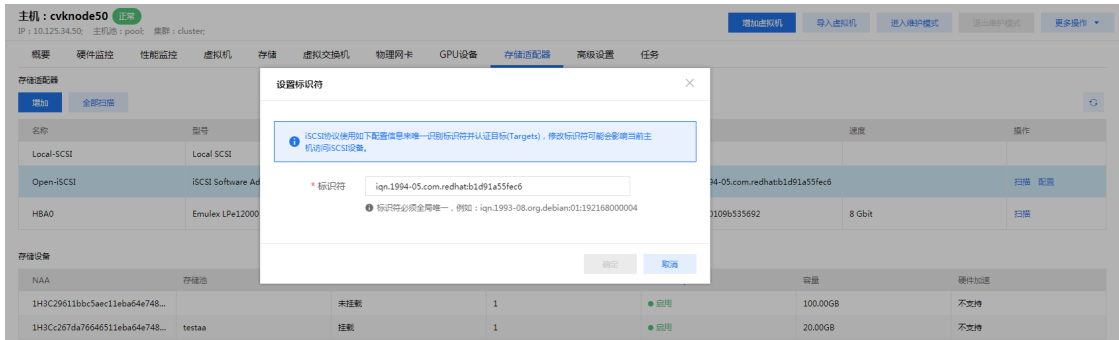 主机：cvknode50 正常
IP：10.125.34.50; 主机池：pool; 集群：cluster;
增加虚拟机 导入虚拟机 进入维护模式 退出维护模式 更多操作
概要 硬件监控 性能监控 虚拟机 存储 虚拟交换机 物理网卡 GPU设备 存储适配器 高级设置 任务
存储适配器
增加 全部扫描
名称 型号 速度 操作
Local-SCSI Local SCSI
Open-iSCSI iSCSI Software Ad 94-05.com.redhat:b1d91a55fec6 扫描 配置
HBA0 Emulex LPe12000 0109b535692 8 Gbit 扫描
设置标识符
iSCSI协议使用如下配置信息来唯一识别标识符并认证目标(Targets)，修改标识符可能会影响当前主
机访问iSCSI设备。
* 标识符 iqn.1994-05.com.redhat:b1d91a55fec6
标识符必须全局唯一，例如：iqn.1993-08.org.debian:01:192168000004
确定 取消
存储设备
NAA 存储池 容量 硬件加速
1H3C29611bbc5aec11eba64e748... 未挂载 1 启用 100.00GB 不支持
1H3Cc267da76646511eba64e748... testaa 挂载 1 启用 20.00GB 不支持